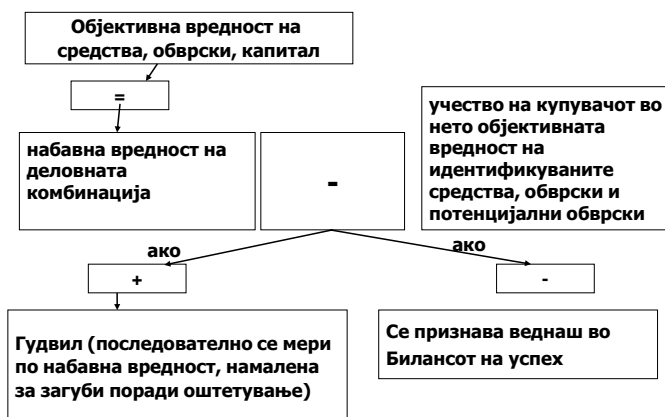 Објективна вредност на
средства, обврски, капитал
=
набавна вредност на
деловната
комбинација
-
учество на купувачот во
нето објективната
вредност на
идентификуваните
средства, обврски и
потенцијални обврски
ако
ако
+
-
Гудвил (последователно се мери
по набавна вредност, намалена
за загуби поради оштетување)
Се признава веднаш во
Билансот на успех